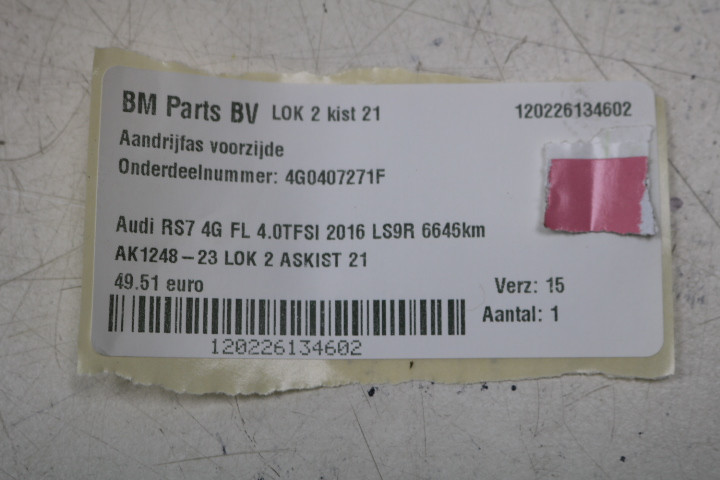 BM Parts BV LOK 2 kist 21 120226134602
Aandrijfas voorzijde
Onderdeelnummer: 4G0407271F
Audi RS7 4G FL 4.0TFSI 2016 LS9R 6645km
AK1248-23 LOK 2 ASKIST 21
49.51 euro Verz: 15
Aantal: 1
120226134602